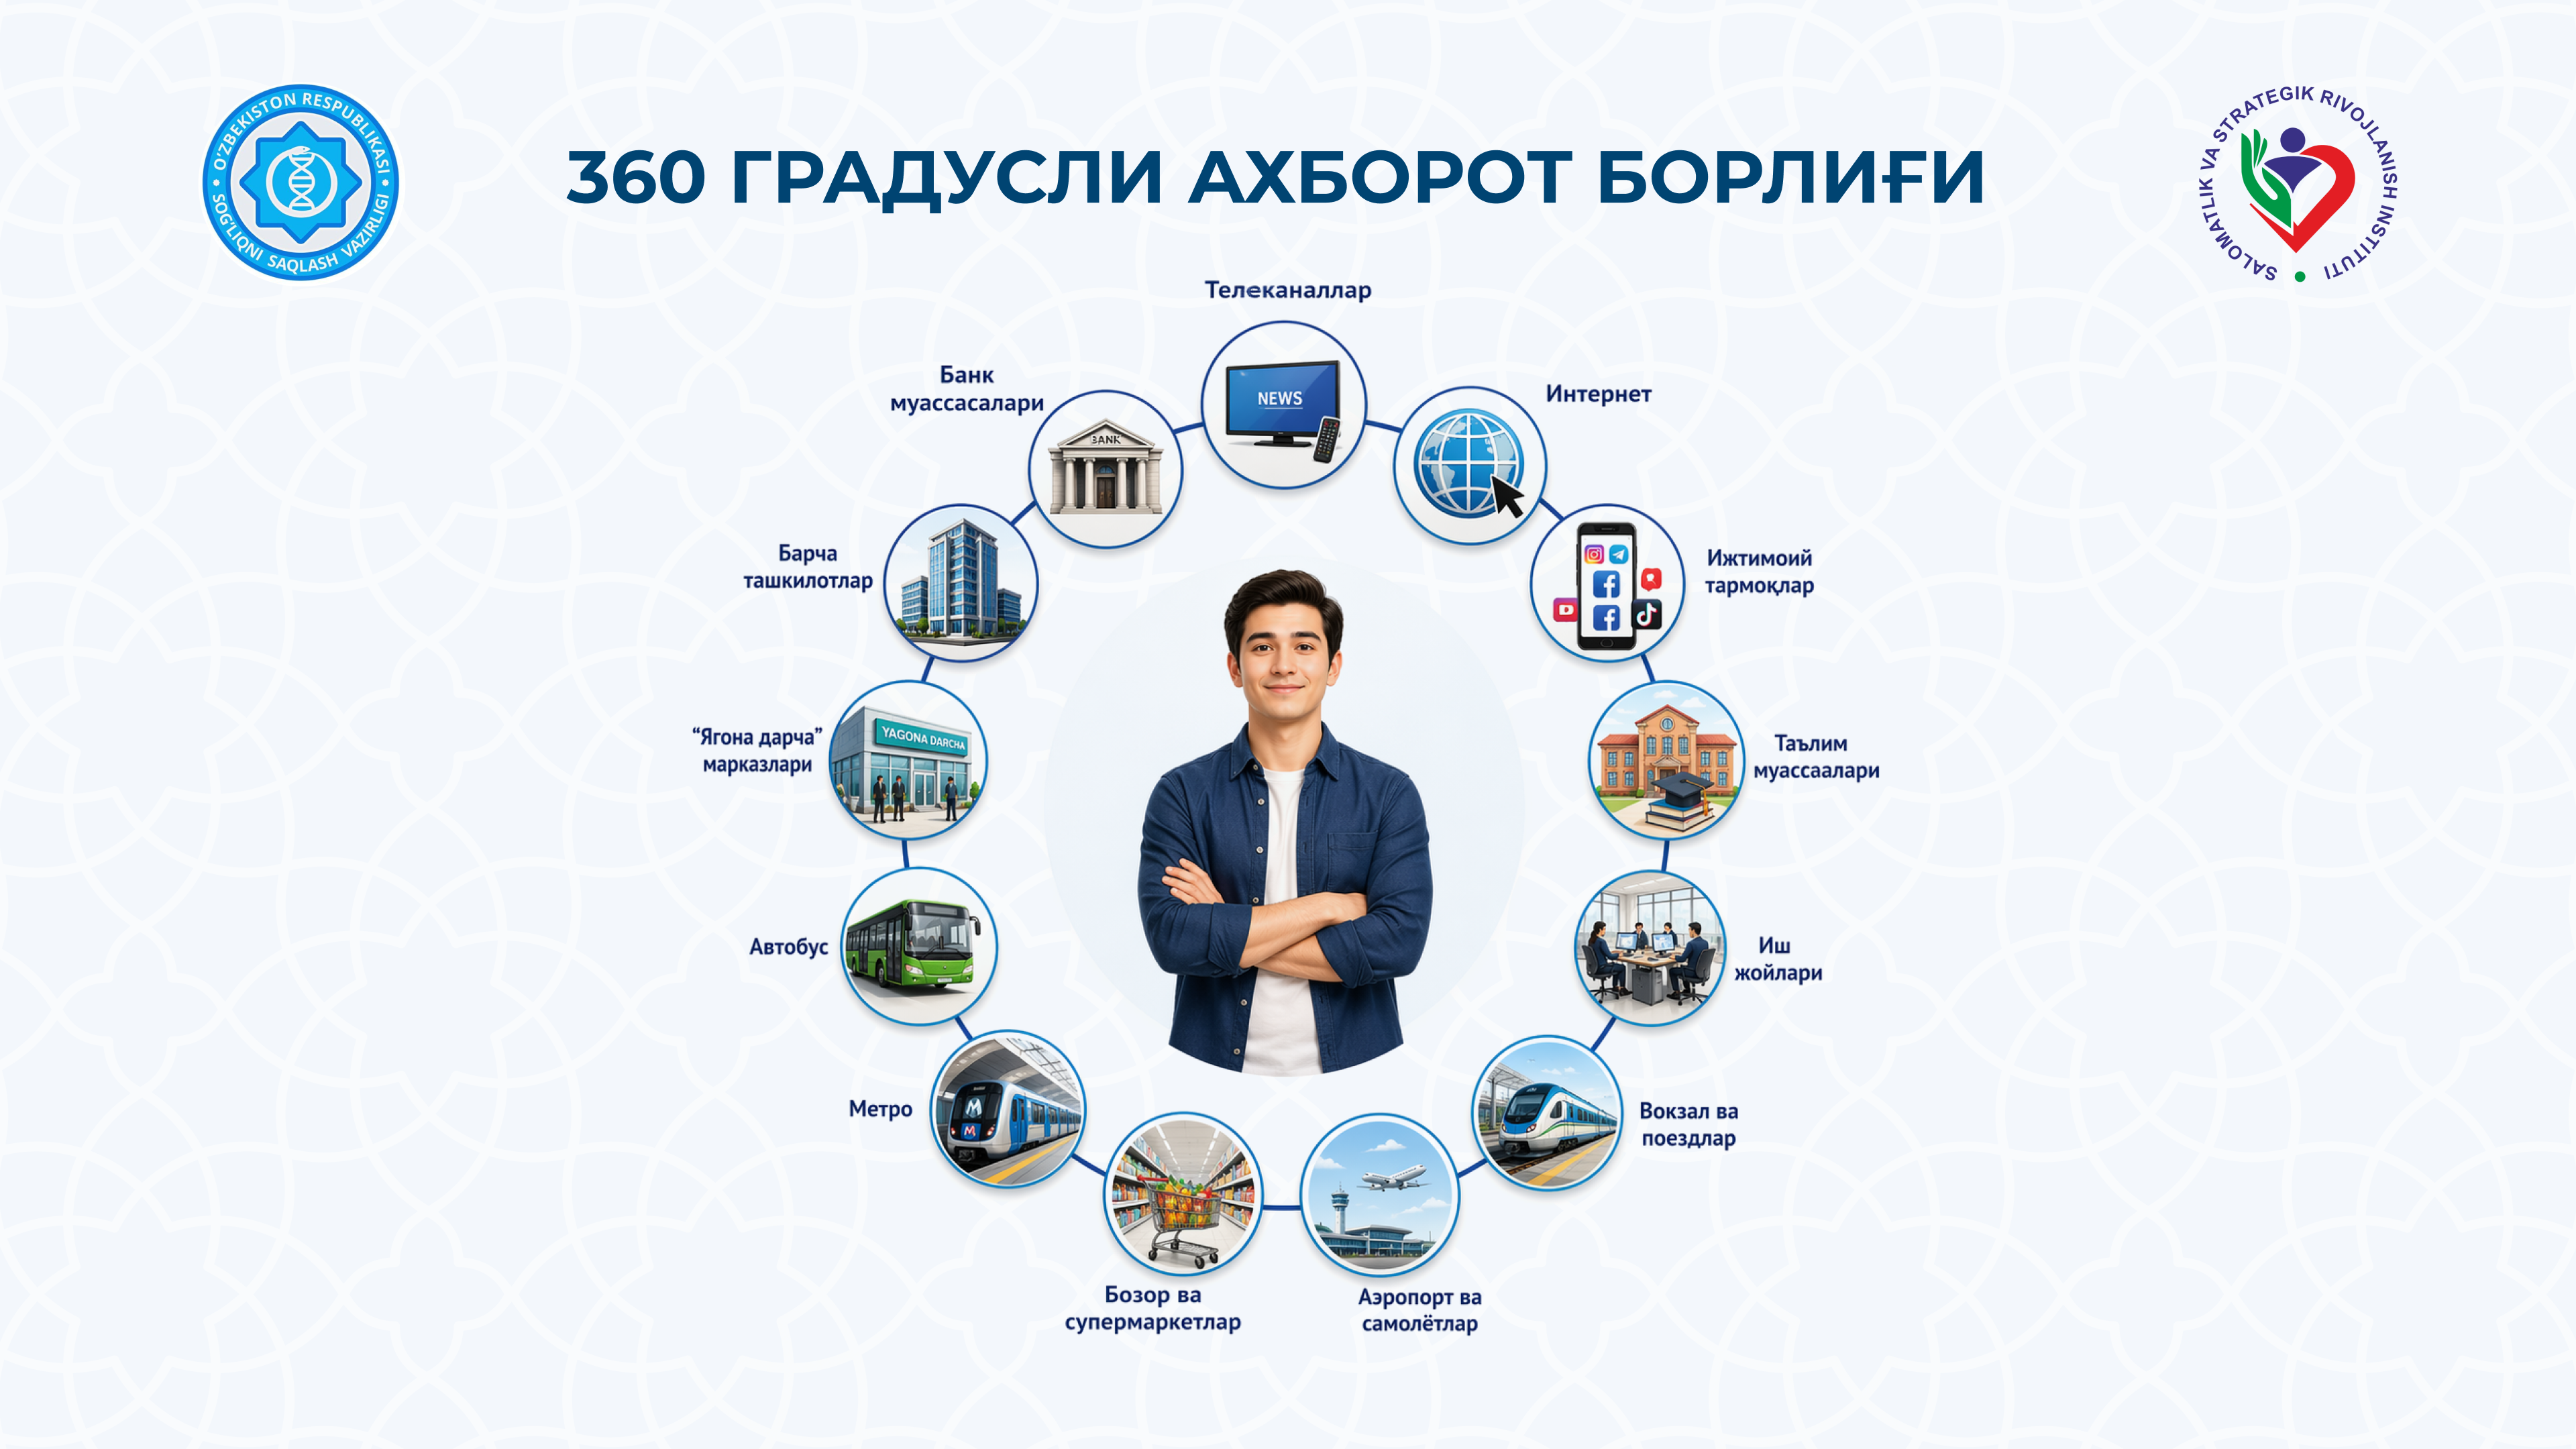 O'ZBEKISTON RESPUBLIKASI
SOG'LIQNI SAQLASH VAZIRLIGI
360 ГРАДУСЛИ АХБОРОТ БОРЛИҒИ
SALOMATLIK VA STRATEGIK RIVOJLANISH INSTITUTI
Телеканаллар
NEWS
Банк
муассасалари
BANK
Интернет
Барча
ташкилотлар
Ижтимоий
тармоқлар
“Ягона дарча”
марказлари
YAGONA DARCHA
Таълим
муассаалари
Автобус
Иш
жойлари
Метро
M
M
Вокзал ва
поездлар
Бозор ва
супермаркетлар
Аэропорт ва
самолётлар